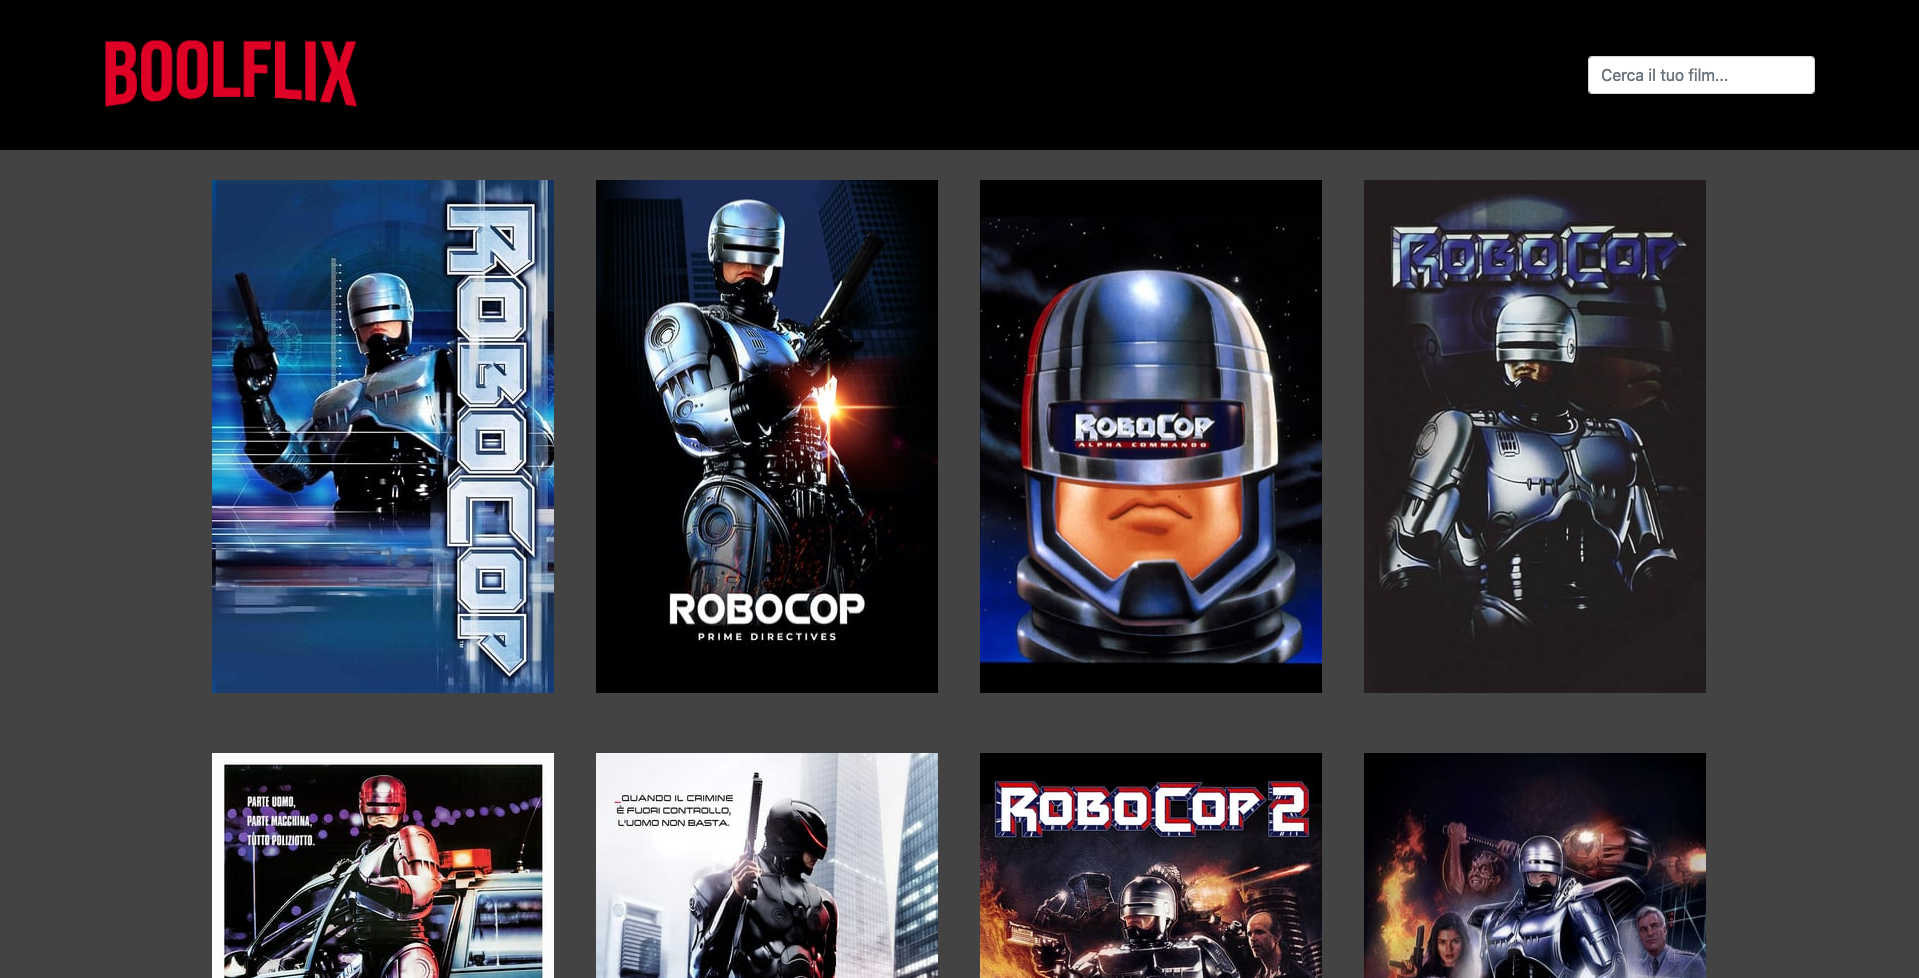 BOOLFLIX
Cerca il tuo film...
ROBOCOP
ROBOCOP
PRIME DIRECTIVES
ROBOCOP
ALPHA COMMANDO
ROBOCOP
PARTE UOMO,
PARTE MACCHINA,
TUTTO POLIZIOTTO.
_QUANDO IL CRIMINE
È FUORI CONTROLLO,
L'UOMO NON BASTA.
ROBOCOP 2